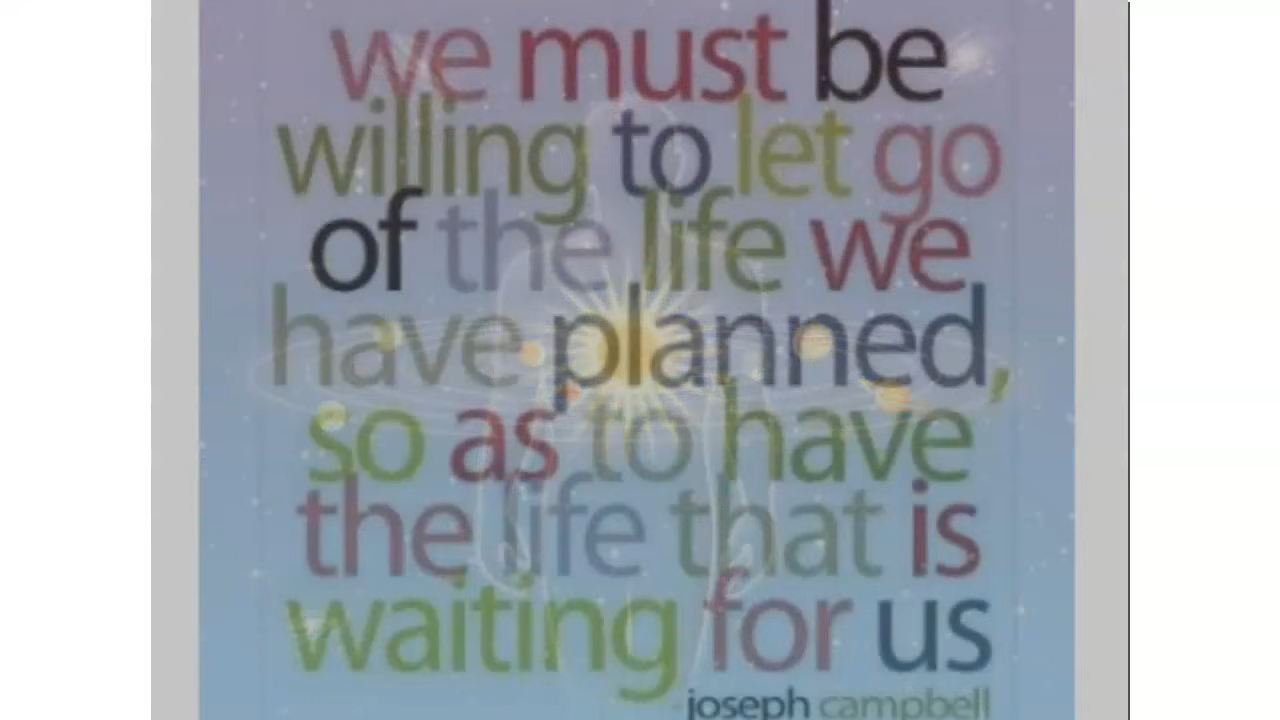 we must be
willing to let go
of the life we
have planned,
so as to have
the life that is
waiting for us
joseph campbell